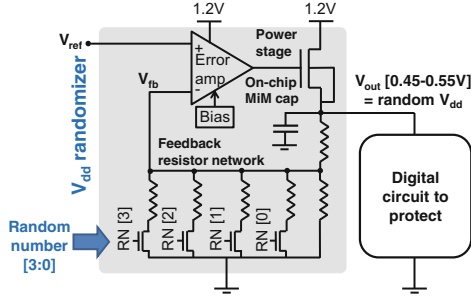 1.2V
1.2V
Power
stage
Vref
+
Error
amp
-
Vfb
On-chip
MiM cap
Bias
Vout [0.45-0.55V]
= random Vdd
Vdd randomizer
Feedback
resistor network
Digital
circuit to
protect
RN [3]
RN [2]
RN [1]
RN [0]
Random
number
[3:0]